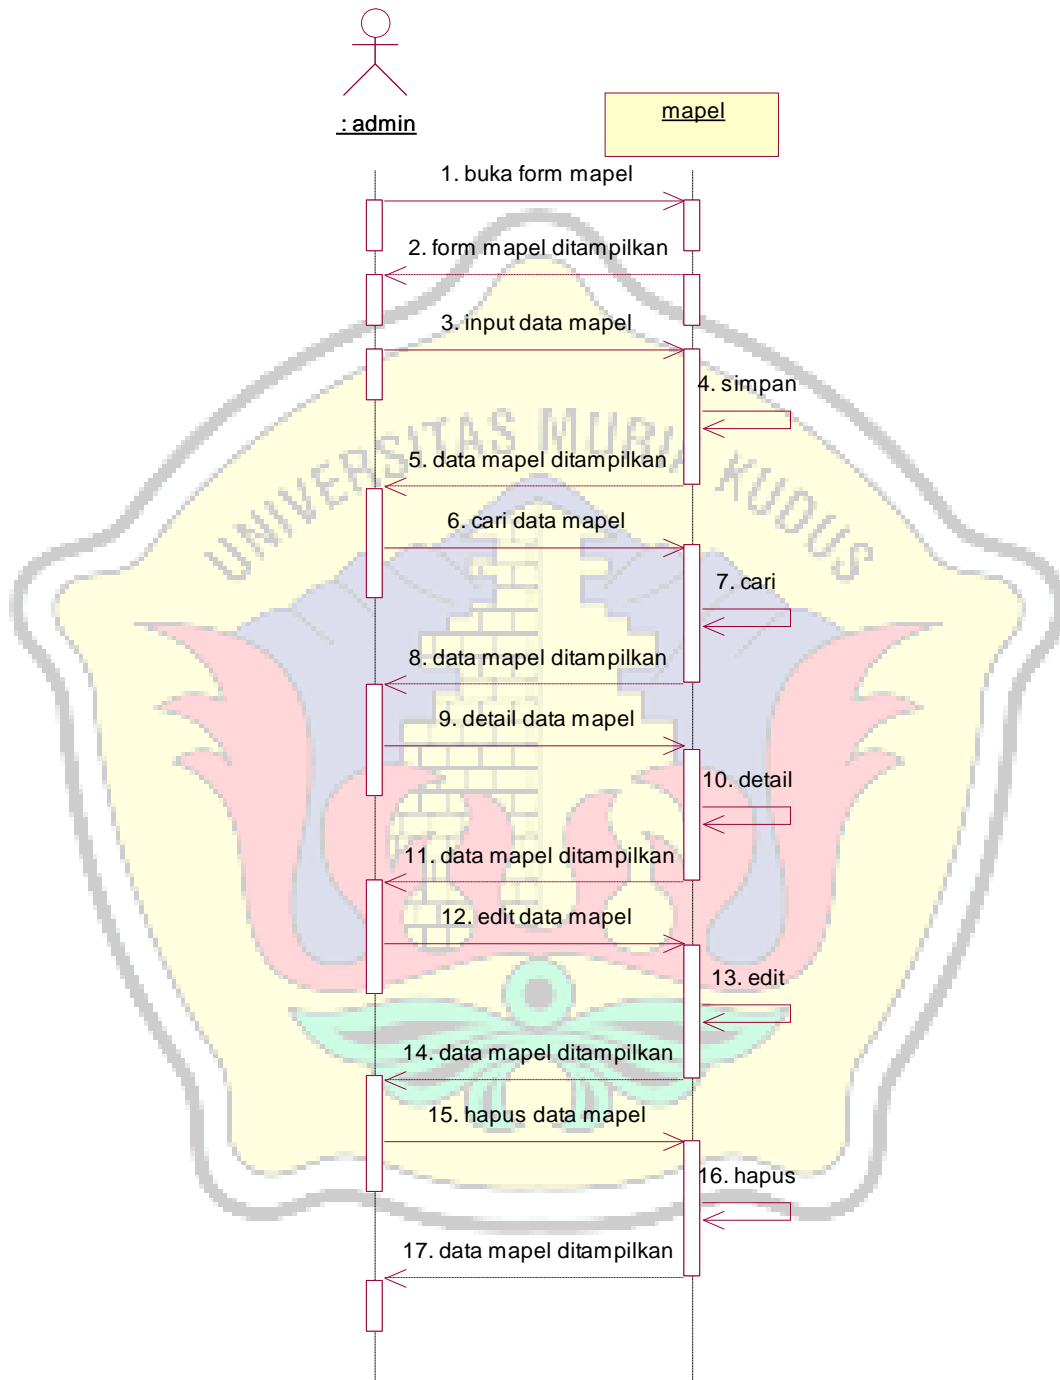 : admin
mapel
1. buka form mapel
2. form mapel ditampilkan
3. input data mapel
4. simpan
UNIVERSITAS MURIA KUDUS
5. data mapel ditampilkan
6. cari data mapel
7. cari
8. data mapel ditampilkan
9. detail data mapel
10. detail
11. data mapel ditampilkan
12. edit data mapel
13. edit
14. data mapel ditampilkan
15. hapus data mapel
16. hapus
17. data mapel ditampilkan